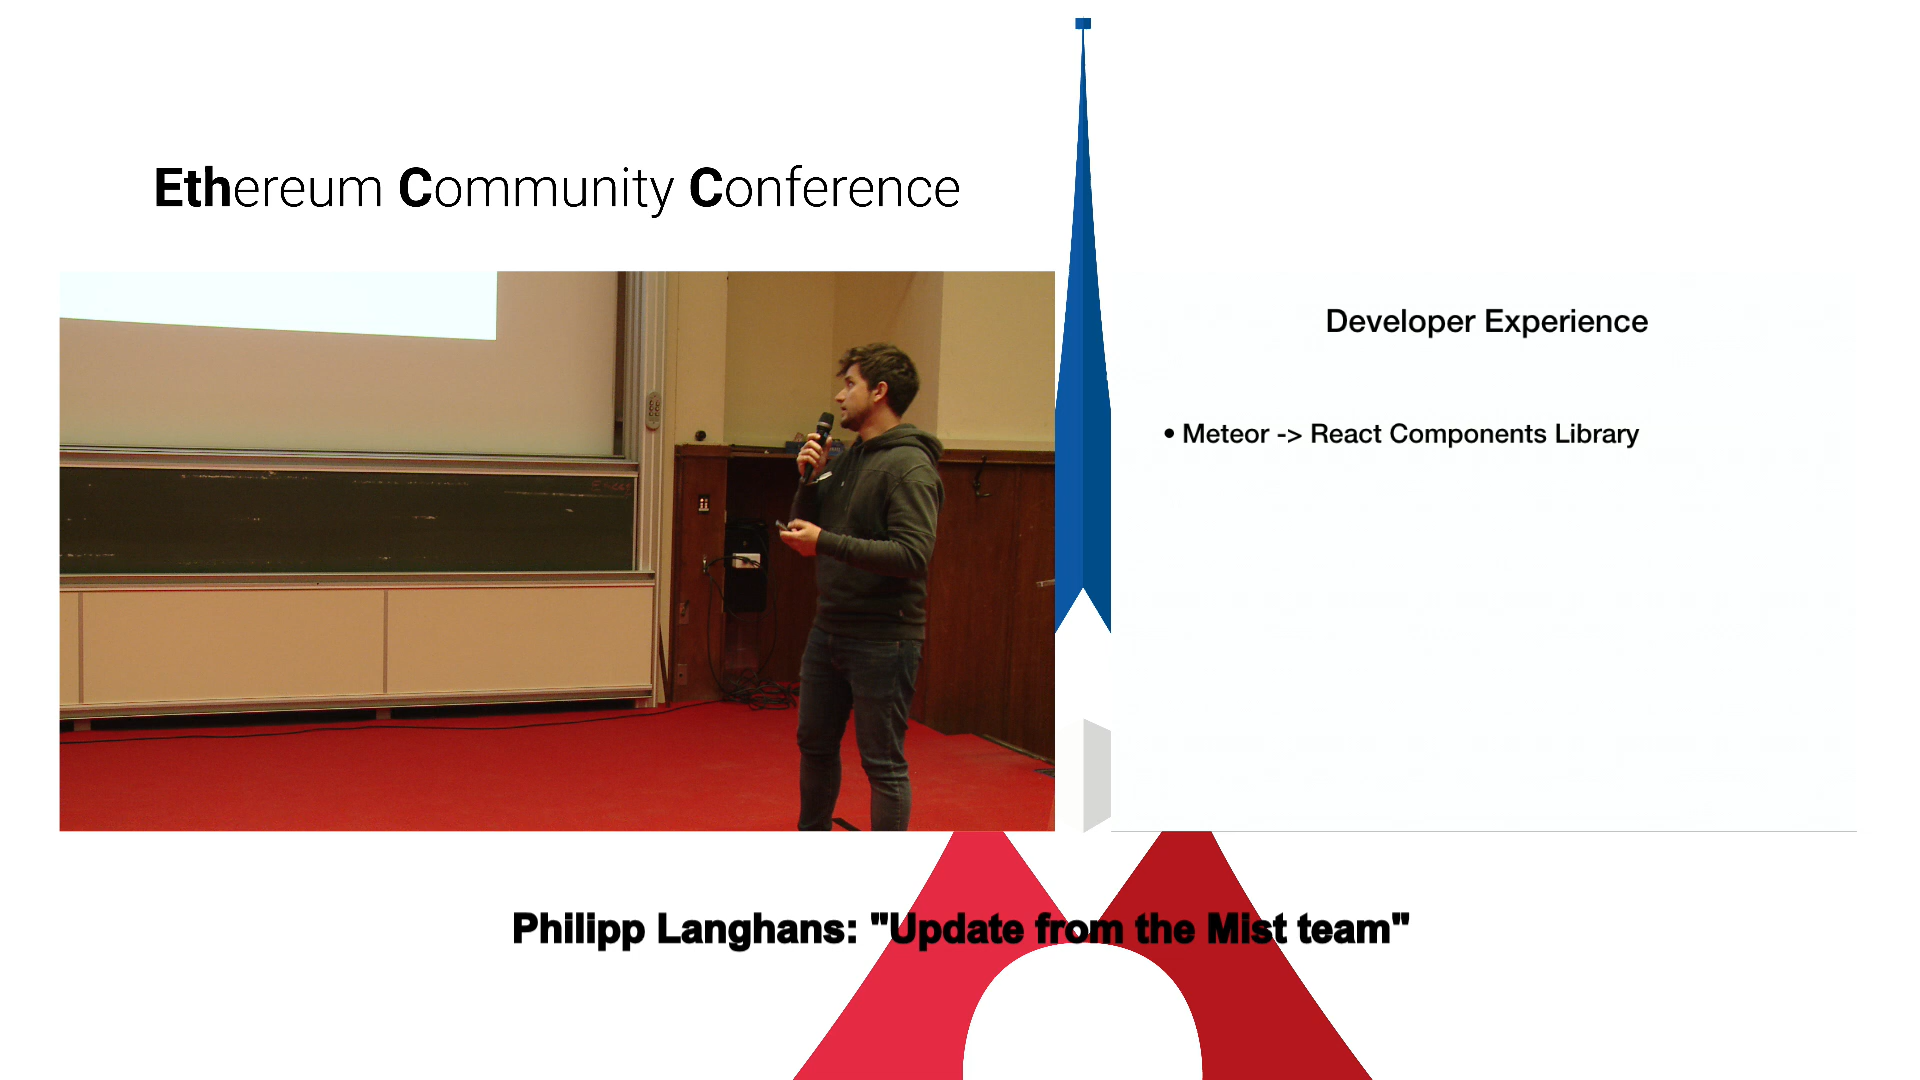 Ethereum Community Conference
Developer Experience
• Meteor -> React Components Library
Philipp Langhans: "Update from the Mist team"